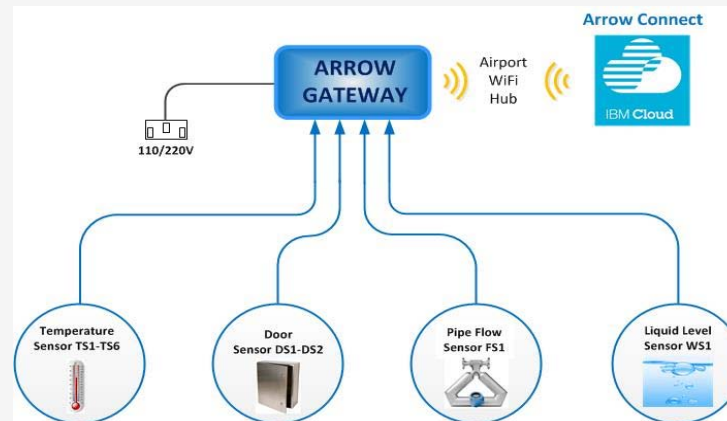 Arrow Connect
ARROW
GATEWAY
Airport
WiFi
Hub
IBM Cloud
110/220V
Temperature
Sensor TS1-TS6
Door
Sensor DS1-DS2
Pipe Flow
Sensor FS1
Liquid Level
Sensor WS1